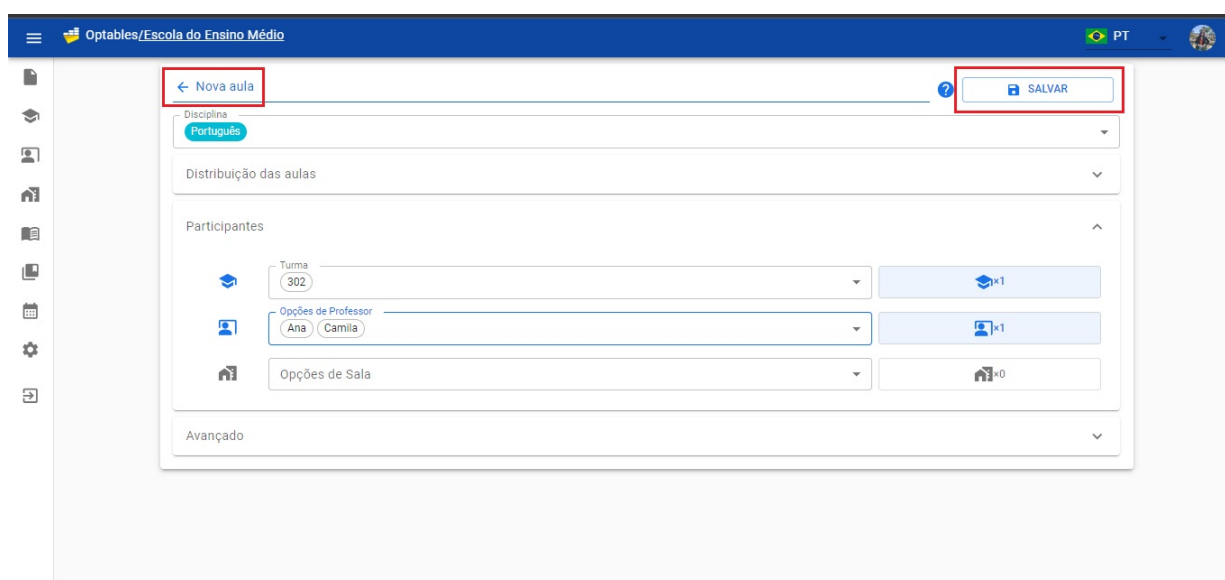 Optables/Escola do Ensino Médio
PT
← Nova aula
SALVAR
Disciplina
Português
Distribuição das aulas
Participantes
Turma
302
×1
Opções de Professor
Ana Camila
×1
Opções de Sala
×0
Avançado